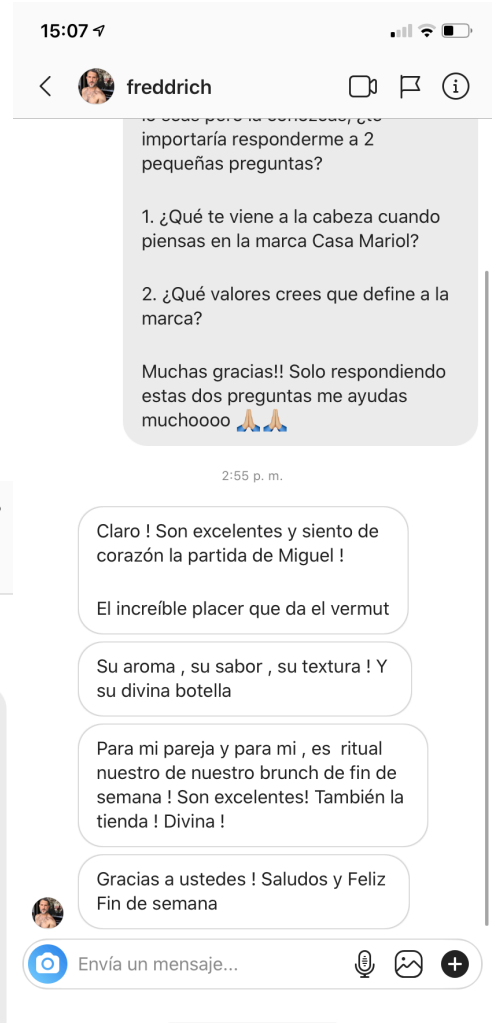 15:07
freddrich
importaría responderme a 2
pequeñas preguntas?
1. ¿Qué te viene a la cabeza cuando
piensas en la marca Casa Mariol?
2. ¿Qué valores crees que define a la
marca?
Muchas gracias!! Solo respondiendo
estas dos preguntas me ayudas
muchoooo 🙏🏼🙏🏼
2:55 p. m.
Claro ! Son excelentes y siento de
corazón la partida de Miguel !
El increíble placer que da el vermut
Su aroma , su sabor , su textura ! Y
su divina botella
Para mi pareja y para mi , es  ritual
nuestro de nuestro brunch de fin de
semana ! Son excelentes! También la
tienda ! Divina !
Gracias a ustedes ! Saludos y Feliz
Fin de semana
Envía un mensaje...